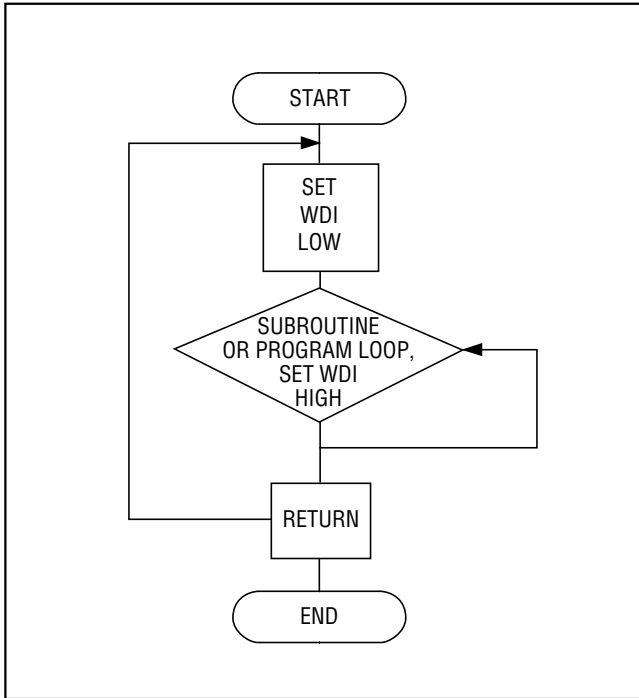 START
SET
WDI
LOW
SUBROUTINE
OR PROGRAM LOOP,
SET WDI
HIGH
RETURN
END